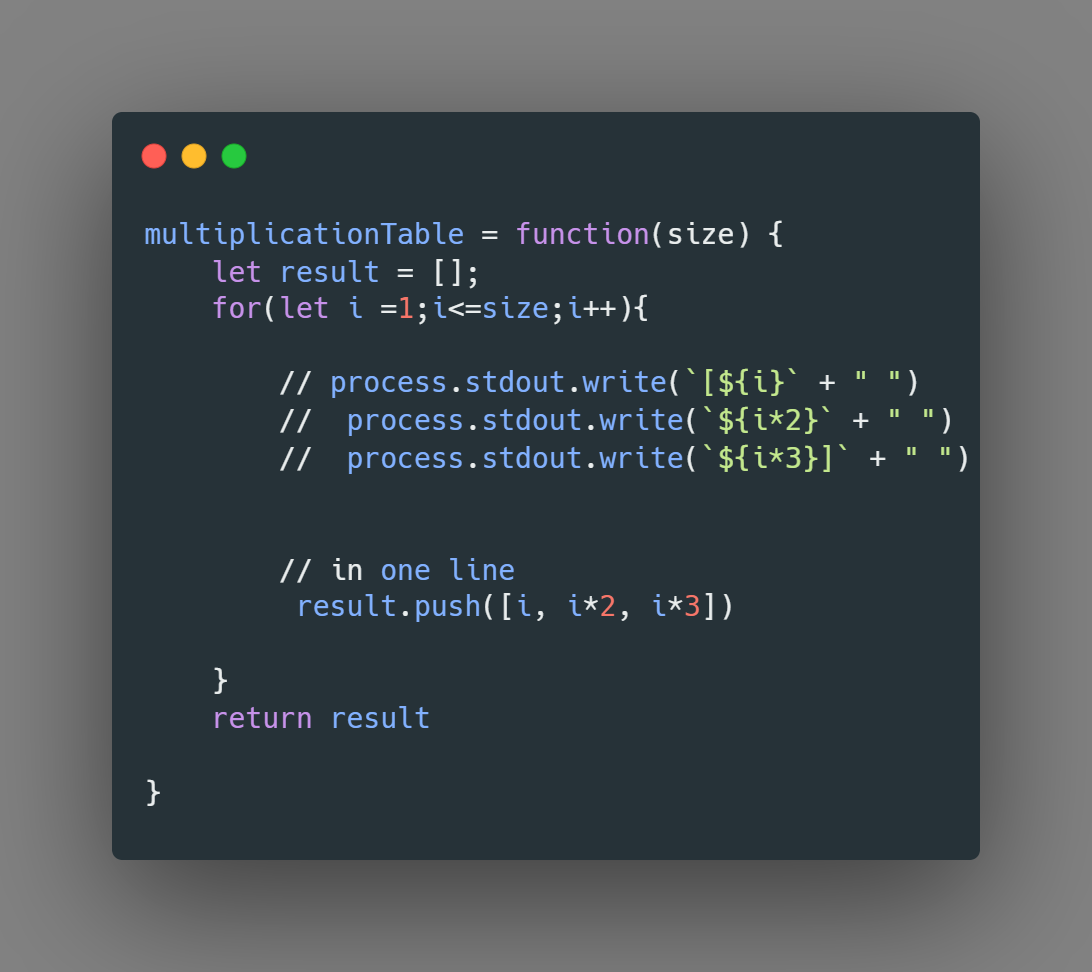 multiplicationTable = function(size) {
    let result = [];
    for(let i =1;i<=size;i++){
        // process.stdout.write(`[${i}` + " ")
        //  process.stdout.write(`${i*2}` + " ")
        //  process.stdout.write(`${i*3}]` + " ")
        // in one line
         result.push([i, i*2, i*3])
    }
    return result
}